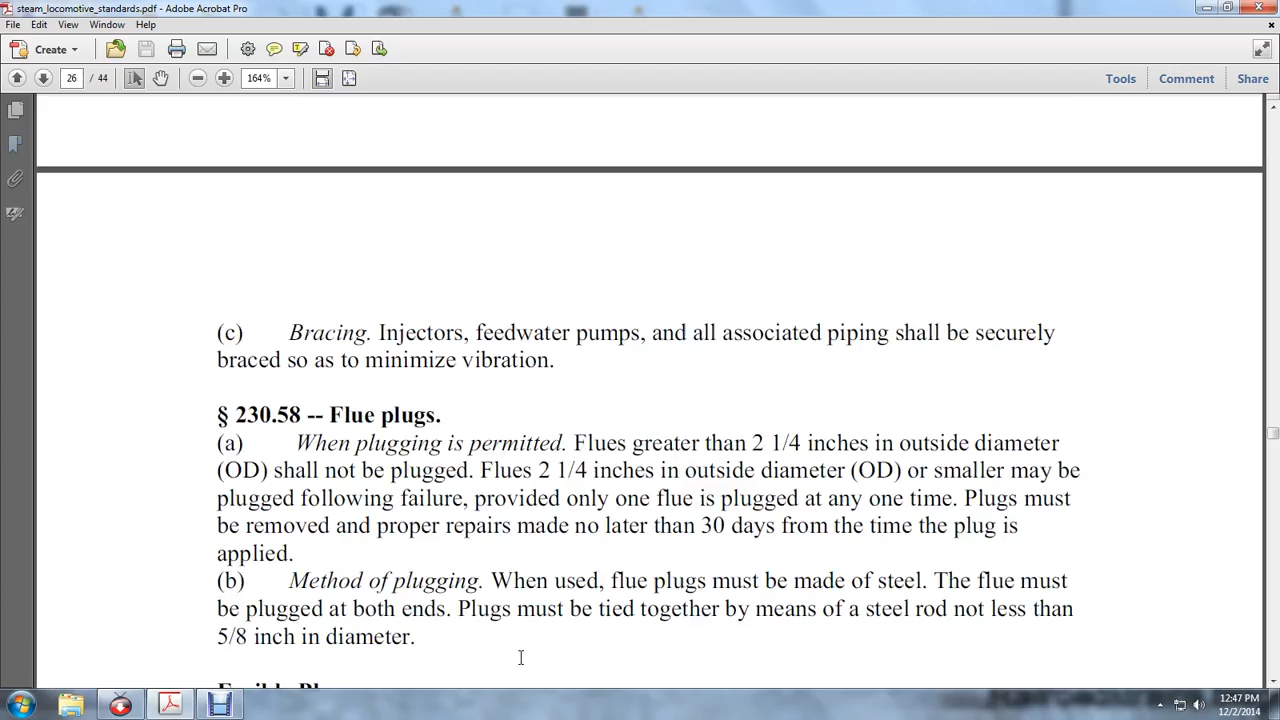 steam_locomotive_standards.pdf - Adobe Acrobat Pro
File Edit View Window Help
Create
26 / 44
164%
Tools Comment Share
(c) Bracing. Injectors, feedwater pumps, and all associated piping shall be securely
braced so as to minimize vibration.
§ 230.58 -- Flue plugs.
(a) When plugging is permitted. Flues greater than 2 1/4 inches in outside diameter
(OD) shall not be plugged. Flues 2 1/4 inches in outside diameter (OD) or smaller may be
plugged following failure, provided only one flue is plugged at any one time. Plugs must
be removed and proper repairs made no later than 30 days from the time the plug is
applied.
(b) Method of plugging. When used, flue plugs must be made of steel. The flue must
be plugged at both ends. Plugs must be tied together by means of a steel rod not less than
5/8 inch in diameter.
12:47 PM
12/2/2014